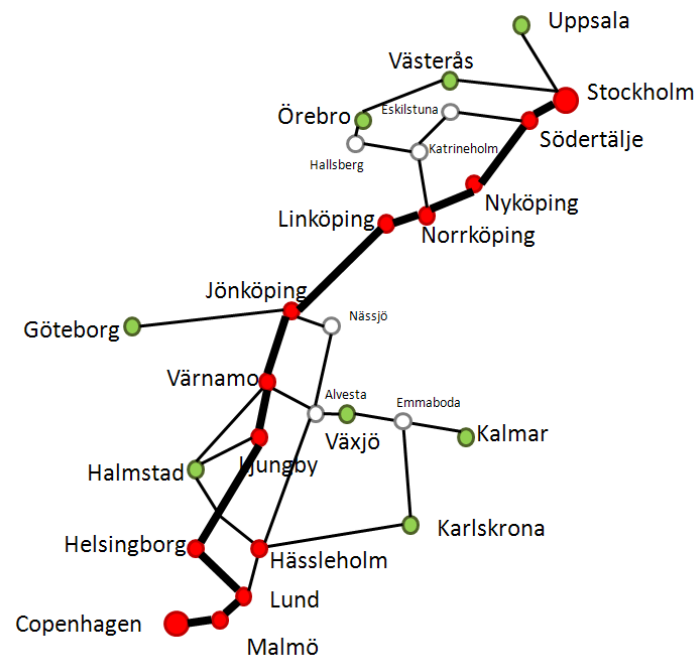 Uppsala
Västerås
Stockholm
Eskilstuna
Örebro
Södertälje
Katrineholm
Hallsberg
Nyköping
Linköping
Norrköping
Jönköping
Nässjö
Göteborg
Värnamo
Alvesta
Emmaboda
Växjö
Kalmar
Ljungby
Halmstad
Karlskrona
Helsingborg
Hässleholm
Lund
Copenhagen
Malmö